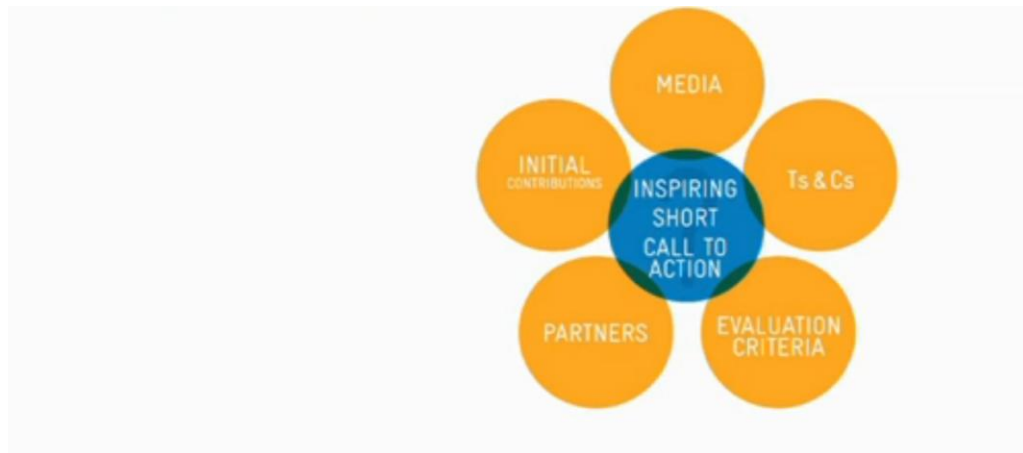 MEDIA
INITIAL
CONTRIBUTIONS
Ts & Cs
INSPIRING
SHORT
CALL TO
ACTION
PARTNERS
EVALUATION
CRITERIA